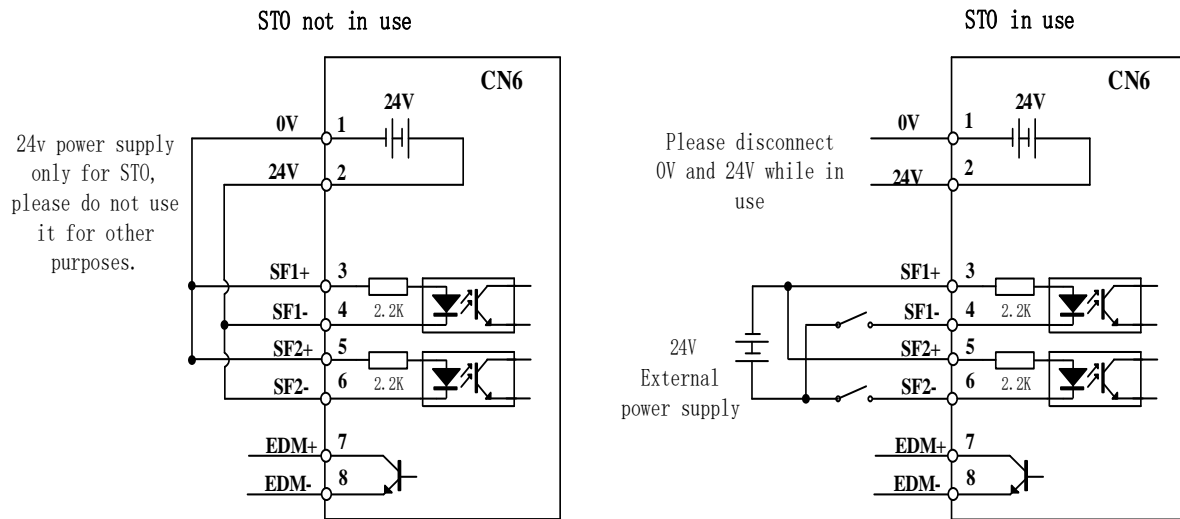 STO not in use
CN6
24V
0V
1
24v power supply
only for STO,
please do not use
it for other
purposes.
24V
2
SF1+
3
2.2K
SF1-
4
SF2+
5
2.2K
SF2-
6
EDM+
7
EDM-
8
STO in use
CN6
24V
0V
1
Please disconnect
0V and 24V while in
use
24V
2
SF1+
3
2.2K
SF1-
4
SF2+
5
2.2K
SF2-
6
24V
External
power supply
EDM+
7
EDM-
8